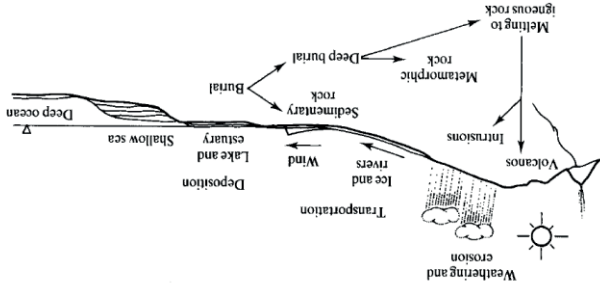 Weathering and
erosion
Transportation
Deposition
Volcanos
Ice and
rivers
Wind
Lake and
estuary
Shallow sea
Deep ocean
Intrusions
Sedimentary
rock
Burial
Metamorphic
rock
Deep burial
Melting to
igneous rock